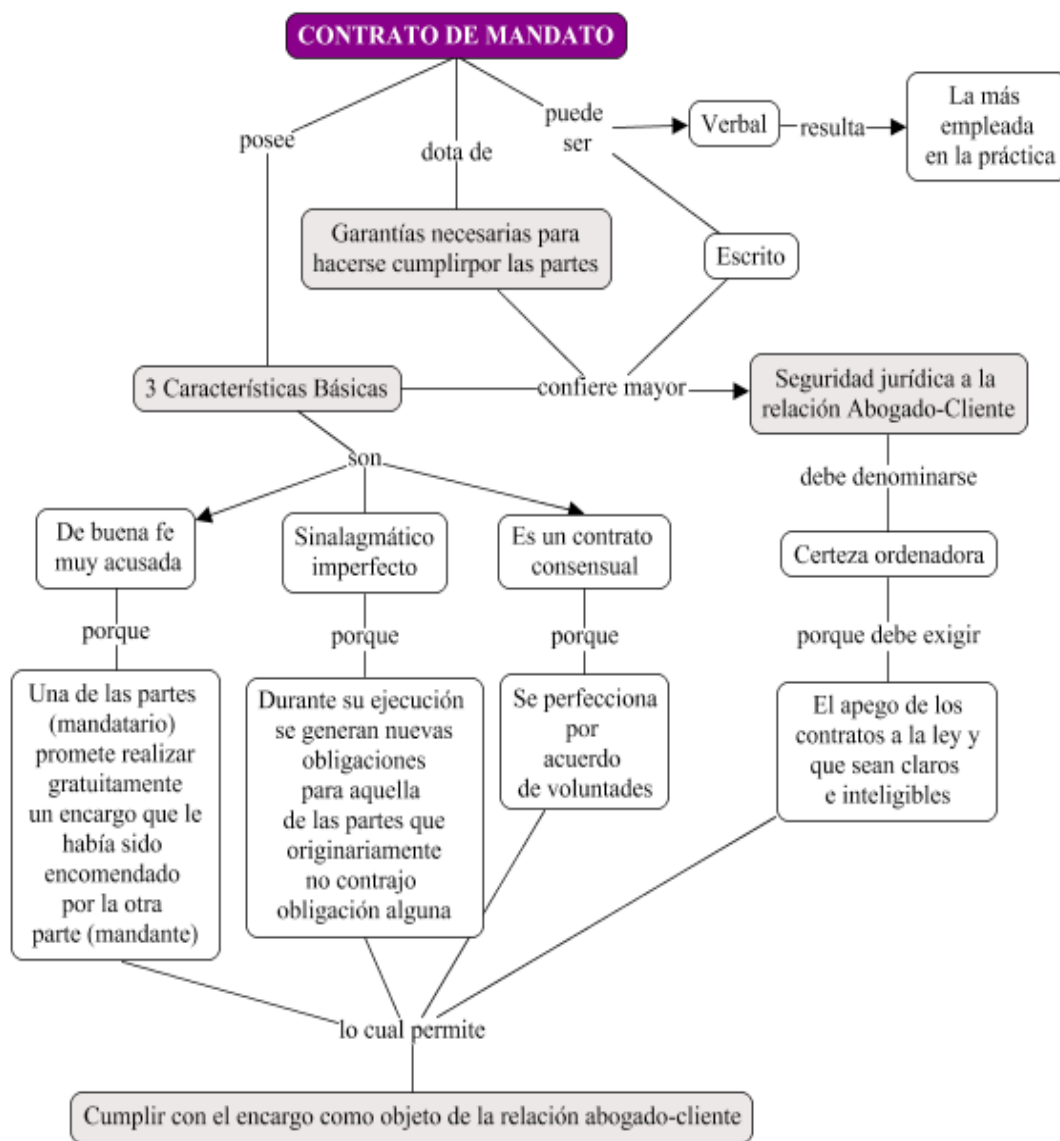 CONTRATO DE MANDATO
posee
dota de
puede
ser
Verbal
resulta
La más
empleada
en la práctica
Garantías necesarias para
hacerse cumplirpor las partes
Escrito
3 Características Básicas
confiere mayor
Seguridad jurídica a la
relación Abogado-Cliente
son
debe denominarse
De buena fe
muy acusada
Sinalagmático
imperfecto
Es un contrato
consensual
Certeza ordenadora
porque
porque
porque
porque debe exigir
Una de las partes
(mandatario)
promete realizar
gratuitamente
un encargo que le
había sido
encomendado
por la otra
parte (mandante)
Durante su ejecución
se generan nuevas
obligaciones
para aquella
de las partes que
originariamente
no contrajo
obligación alguna
Se perfecciona
por
acuerdo
de voluntades
El apego de los
contratos a la ley y
que sean claros
e inteligibles
lo cual permite
Cumplir con el encargo como objeto de la relación abogado-cliente